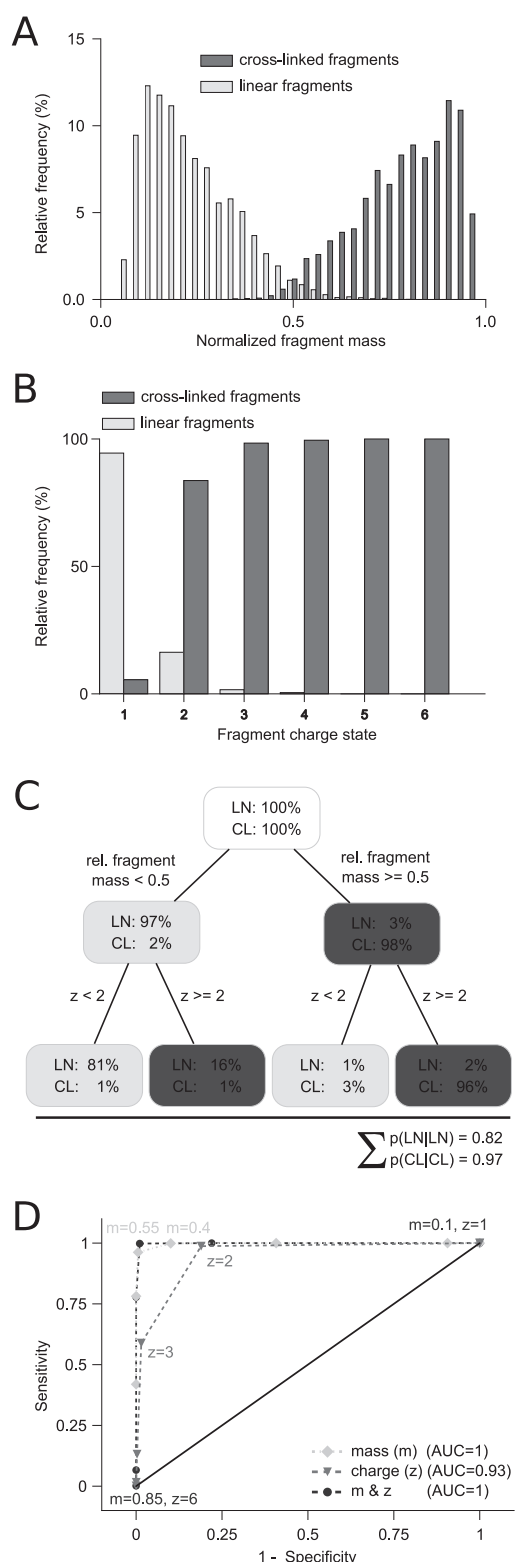 A
cross-linked fragments
linear fragments
Relative frequency (%)
15
10
5
0.0
0.0 0.5 1.0
Normalized fragment mass
B
cross-linked fragments
linear fragments
Relative frequency (%)
100
50
0
1 2 3 4 5 6
Fragment charge state
C
LN: 100%
CL: 100%
rel. fragment
mass < 0.5
rel. fragment
mass >= 0.5
LN: 97%
CL: 2%
LN: 3%
CL: 98%
z < 2
z >= 2
z < 2
z >= 2
LN: 81%
CL: 1%
LN: 16%
CL: 1%
LN: 1%
CL: 3%
LN: 2%
CL: 96%
∑ p(LN|LN) = 0.82
p(CL|CL) = 0.97
D
m=0.55 m=0.4
m=0.1, z=1
z=2
z=3
m=0.85, z=6
Sensitivity
1
0.75
0.5
0.25
0
mass (m) (AUC=1)
charge (z) (AUC=0.93)
m & z (AUC=1)
0 0.25 0.5 0.75 1
1 - Specificity